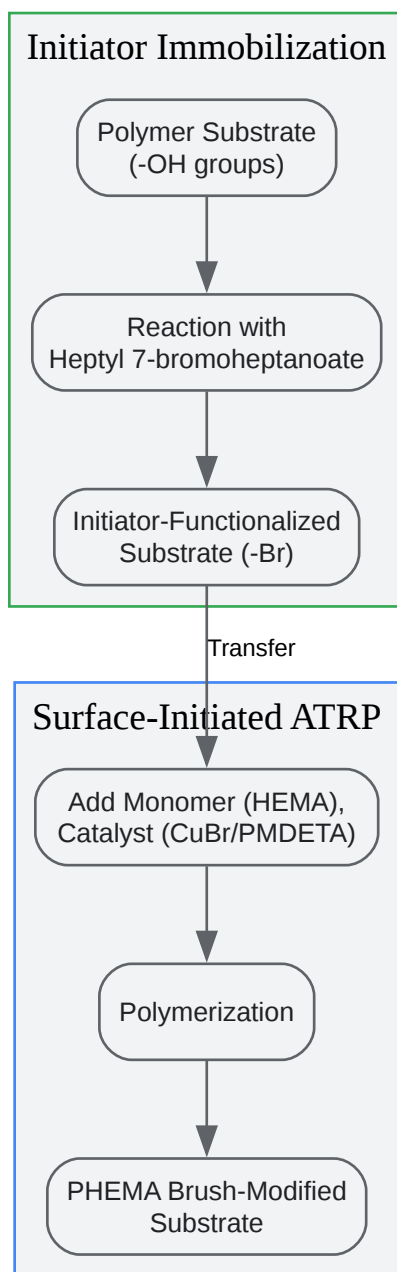 Initiator Immobilization
Polymer Substrate
(-OH groups)
Reaction with
Heptyl 7-bromoheptanoate
Initiator-Functionalized
Substrate (-Br)
Transfer
Surface-Initiated ATRP
Add Monomer (HEMA),
Catalyst (CuBr/PMDETA)
Polymerization
PHEMA Brush-Modified
Substrate